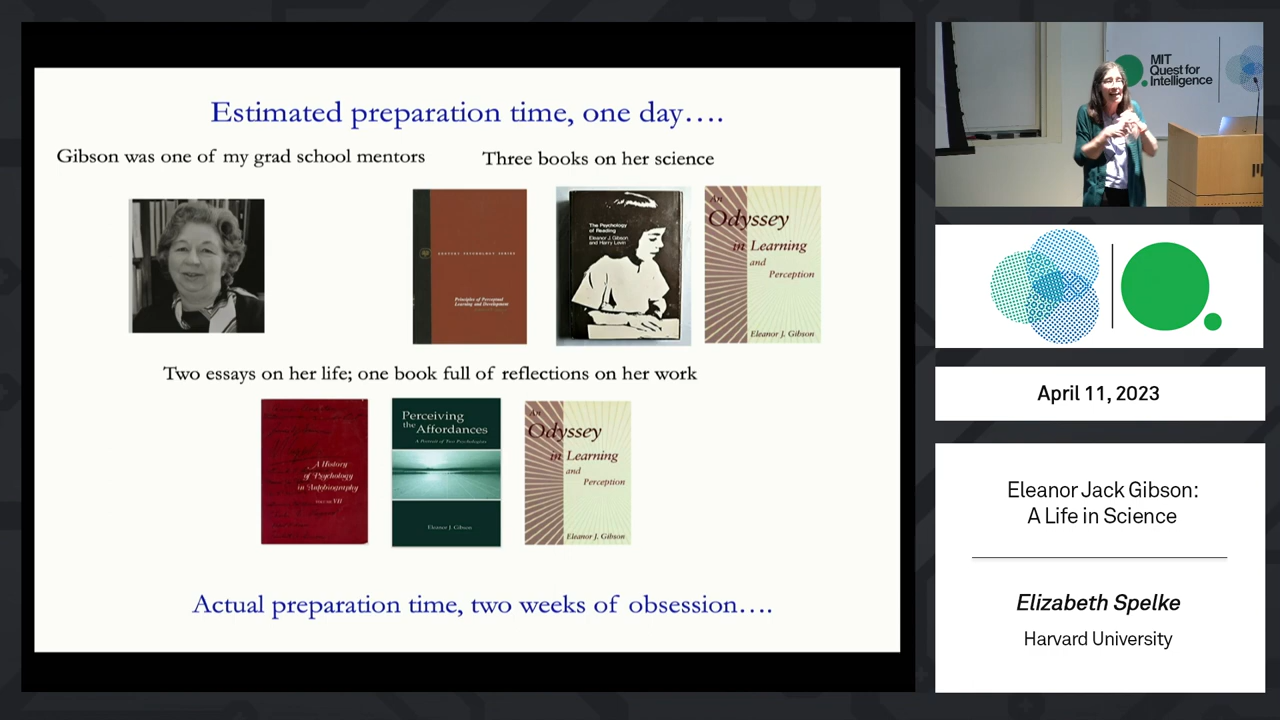 Estimated preparation time, one day….
Gibson was one of my grad school mentors
Three books on her science
Principles of Perceptual
Learning and Development
The Psychology
of Reading
Eleanor J. Gibson
and Harry Levin
An
Odyssey
in Learning
and
Perception
Eleanor J. Gibson
Two essays on her life; one book full of reflections on her work
A History
of Psychology
in Autobiography
VOLUME VII
Perceiving
the Affordances
A Portrait of Two Psychologists
Eleanor J. Gibson
An
Odyssey
in Learning
and
Perception
Eleanor J. Gibson
Actual preparation time, two weeks of obsession….
MIT
Quest for
Intelligence
April 11, 2023
Eleanor Jack Gibson:
A Life in Science
Elizabeth Spelke
Harvard University